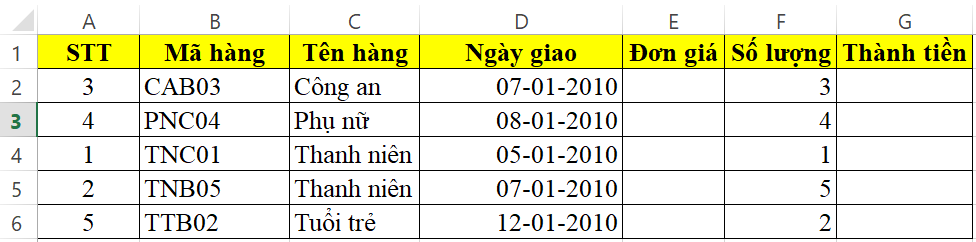 A B C D E F G
1 STT Mã hàng Tên hàng Ngày giao Đơn giá Số lượng Thành tiền
2 3 CAB03 Công an 07-01-2010 3
3 4 PNC04 Phụ nữ 08-01-2010 4
4 1 TNC01 Thanh niên 05-01-2010 1
5 2 TNB05 Thanh niên 07-01-2010 5
6 5 TTB02 Tuổi trẻ 12-01-2010 2